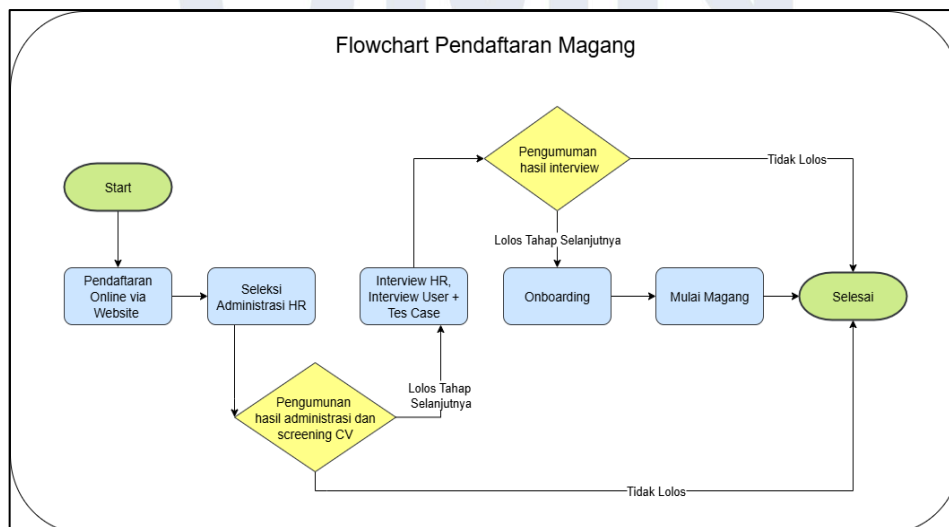 Flowchart Pendaftaran Magang
Start
Pendaftaran
Online via
Website
Seleksi
Administrasi HR
Pengumunan
hasil administrasi dan
screening CV
Lolos Tahap
Selanjutnya
Tidak Lolos
Interview HR,
Interview User +
Tes Case
Pengumuman
hasil interview
Tidak Lolos
Lolos Tahap Selanjutnya
Onboarding
Mulai Magang
Selesai